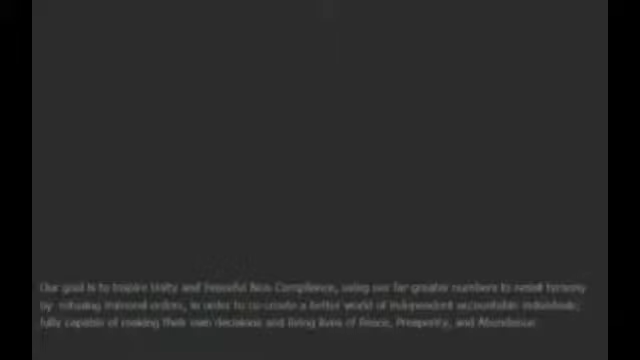 Our goal is to Inspire Unity and Peaceful Non Compliance, using our far greater numbers to resist tyranny
by refusing immoral orders, in order to co-create a better world of independent accountable individuals,
fully capable of making their own decisions and living lives of Peace, Prosperity, and Abundance.